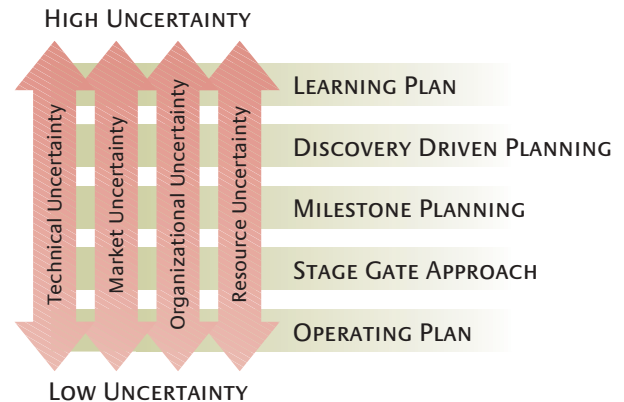 HIGH UNCERTAINTY
Technical Uncertainty
Market Uncertainty
Organizational Uncertainty
Resource Uncertainty
LEARNING PLAN
DISCOVERY DRIVEN PLANNING
MILESTONE PLANNING
STAGE GATE APPROACH
OPERATING PLAN
LOW UNCERTAINTY